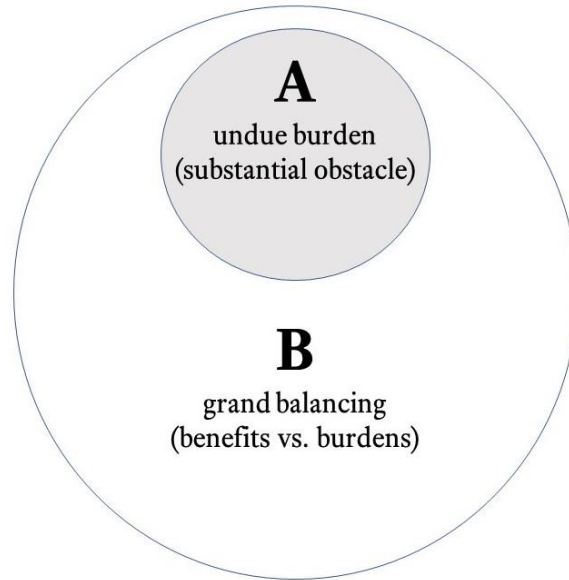 A
undue burden
(substantial obstacle)
B
grand balancing
(benefits vs. burdens)